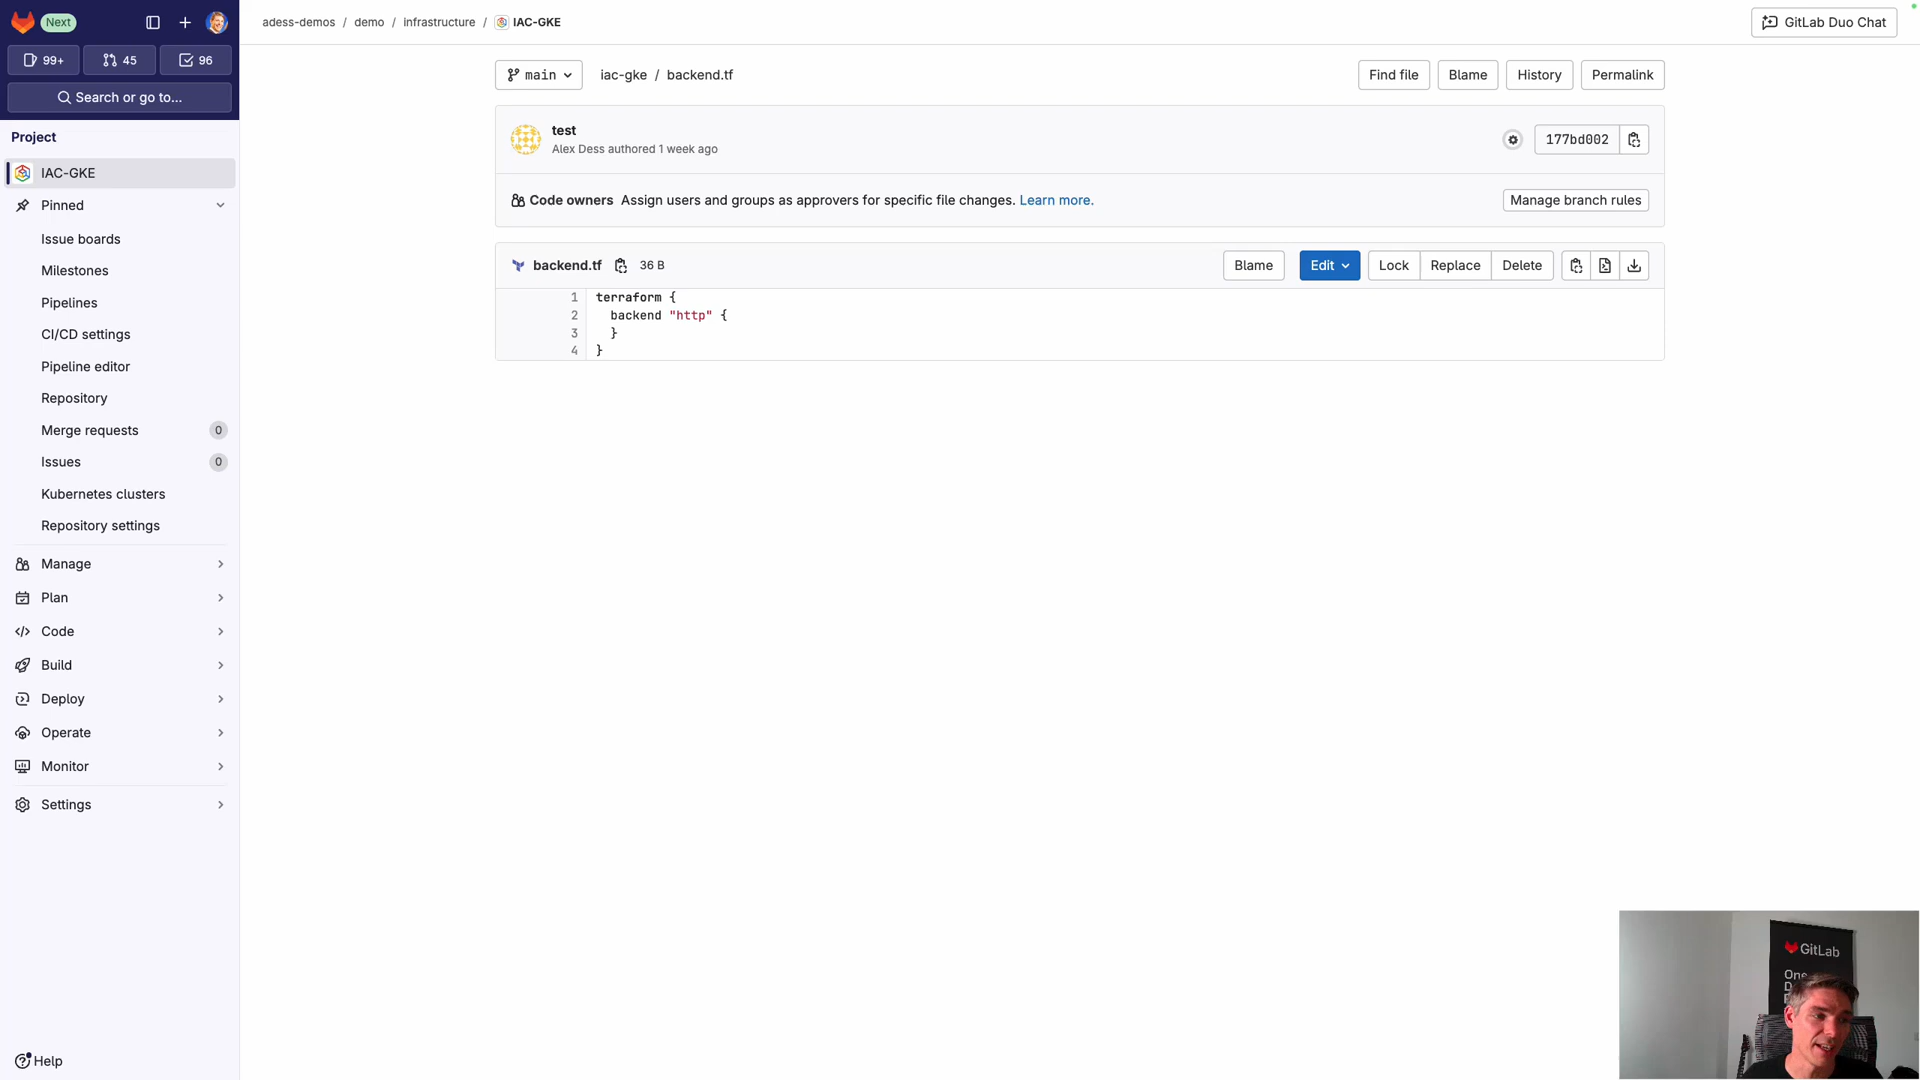 Next
99+
45
96
Search or go to...
Project
IAC-GKE
Pinned
Issue boards
Milestones
Pipelines
CI/CD settings
Pipeline editor
Repository
Merge requests 0
Issues 0
Kubernetes clusters
Repository settings
Manage
Plan
Code
Build
Deploy
Operate
Monitor
Settings
Help
adess-demos / demo / infrastructure / IAC-GKE
GitLab Duo Chat
main
iac-gke / backend.tf
Find file
Blame
History
Permalink
test
Alex Dess authored 1 week ago
177bd002
Code owners Assign users and groups as approvers for specific file changes. Learn more.
Manage branch rules
backend.tf 36 B
Blame
Edit
Lock
Replace
Delete
1 terraform {
2 backend "http" {
3 }
4 }
GitLab
One